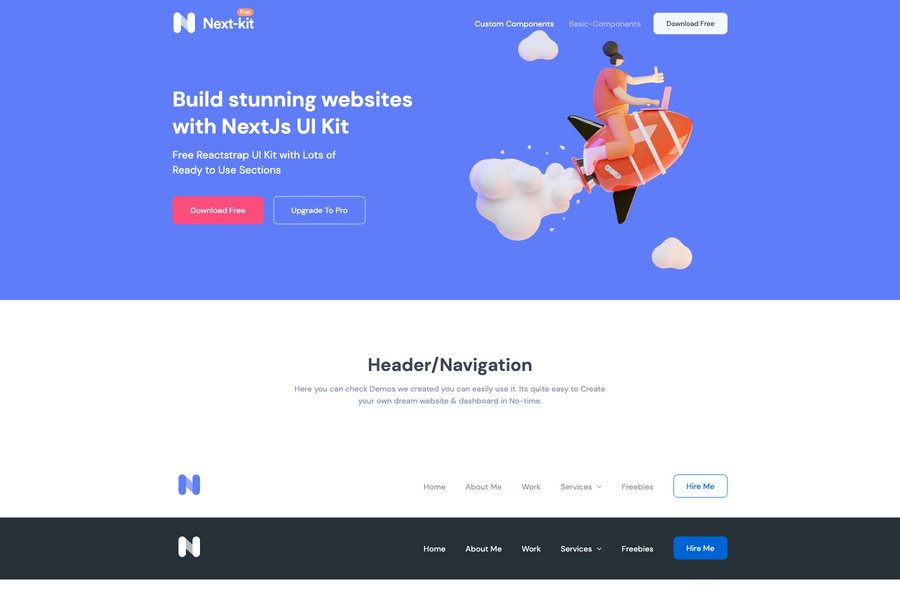 Free
Next-kit
Custom Components
Basic-Components
Download Free
Build stunning websites
with NextJs UI Kit
Free Reactstrap UI Kit with Lots of
Ready to Use Sections
Download Free
Upgrade To Pro
Header/Navigation
Here you can check Demos we created you can easily use it. Its quite easy to Create
your own dream website & dashboard in No-time.
Home
About Me
Work
Services
Freebies
Hire Me
Home
About Me
Work
Services
Freebies
Hire Me